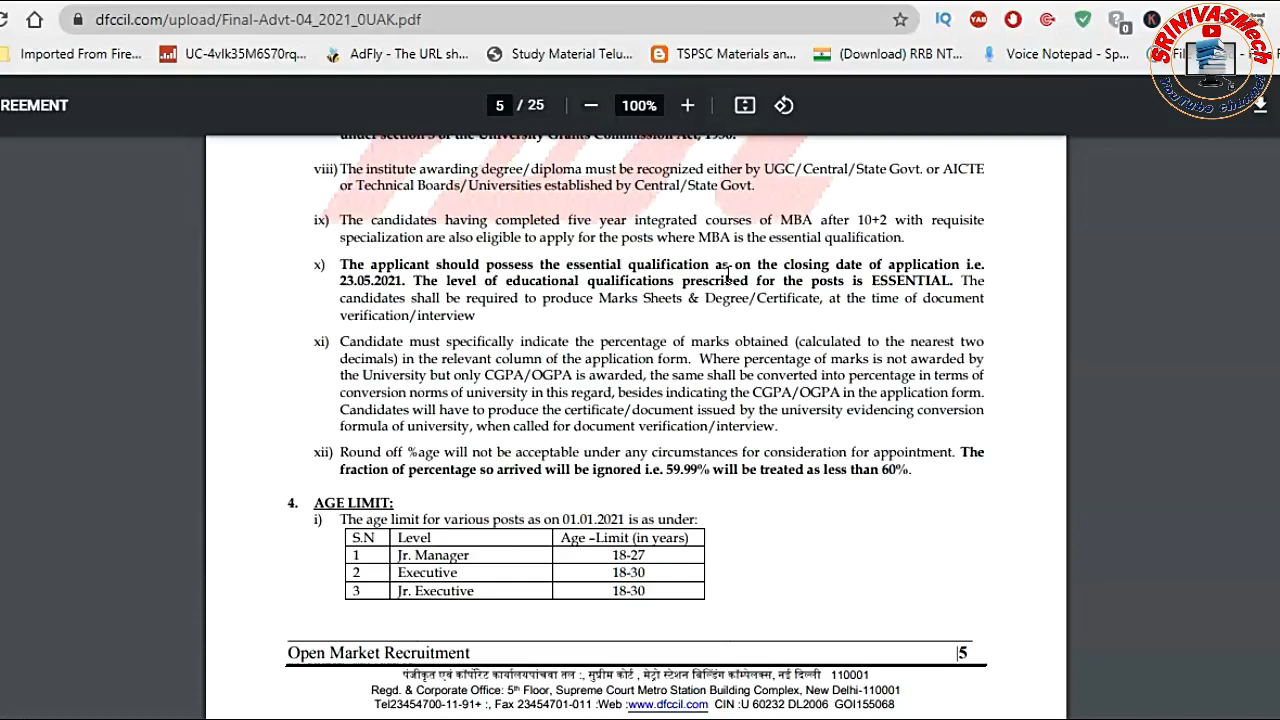 dfccil.com/upload/Final-Advt-04_2021_0UAK.pdf
IQ YAB K
0
Imported From Fire... UC-4vIk35M6S70rq... AdFly - The URL sh... Study Material Telu... TSPSC Materials an... (Download) RRB NT... Voice Notepad - Sp...
SRINIVASMech
YouTube Channel
REEMENT 5 / 25 100%
under section 3 of the University Grants Commission Act, 1956.
viii) The institute awarding degree/diploma must be recognized either by UGC/Central/State Govt. or AICTE
or Technical Boards/Universities established by Central/State Govt.
ix) The candidates having completed five year integrated courses of MBA after 10+2 with requisite
specialization are also eligible to apply for the posts where MBA is the essential qualification.
x) The applicant should possess the essential qualification as on the closing date of application i.e.
23.05.2021. The level of educational qualifications prescribed for the posts is ESSENTIAL. The
candidates shall be required to produce Marks Sheets & Degree/Certificate, at the time of document
verification/interview
xi) Candidate must specifically indicate the percentage of marks obtained (calculated to the nearest two
decimals) in the relevant column of the application form. Where percentage of marks is not awarded by
the University but only CGPA/OGPA is awarded, the same shall be converted into percentage in terms of
conversion norms of university in this regard, besides indicating the CGPA/OGPA in the application form.
Candidates will have to produce the certificate/document issued by the university evidencing conversion
formula of university, when called for document verification/interview.
xii) Round off %age will not be acceptable under any circumstances for consideration for appointment. The
fraction of percentage so arrived will be ignored i.e. 59.99% will be treated as less than 60%.
4. AGE LIMIT:
i) The age limit for various posts as on 01.01.2021 is as under:
S.N Level Age –Limit (in years)
1 Jr. Manager 18-27
2 Executive 18-30
3 Jr. Executive 18-30
Open Market Recruitment |5
पंजीकृत एवं कॉर्पोरेट कार्यालयपांचवा तल :, सुप्रीम कोर्ट , मेट्रो स्टेशन बिल्डिंग कॉम्पलेक्स, नई दिल्ली 110001
Regd. & Corporate Office: 5th Floor, Supreme Court Metro Station Building Complex, New Delhi-110001
Tel23454700-11-91+ :, Fax 23454701-011 :Web :www.dfccil.com CIN :U 60232 DL2006 GOI155068